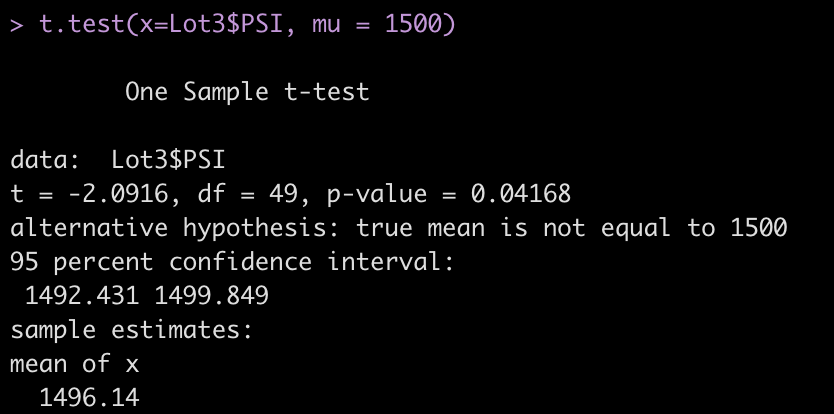 > t.test(x=Lot3$PSI, mu = 1500)
One Sample t-test
data:  Lot3$PSI
t = -2.0916, df = 49, p-value = 0.04168
alternative hypothesis: true mean is not equal to 1500
95 percent confidence interval:
1492.431 1499.849
sample estimates:
mean of x
1496.14